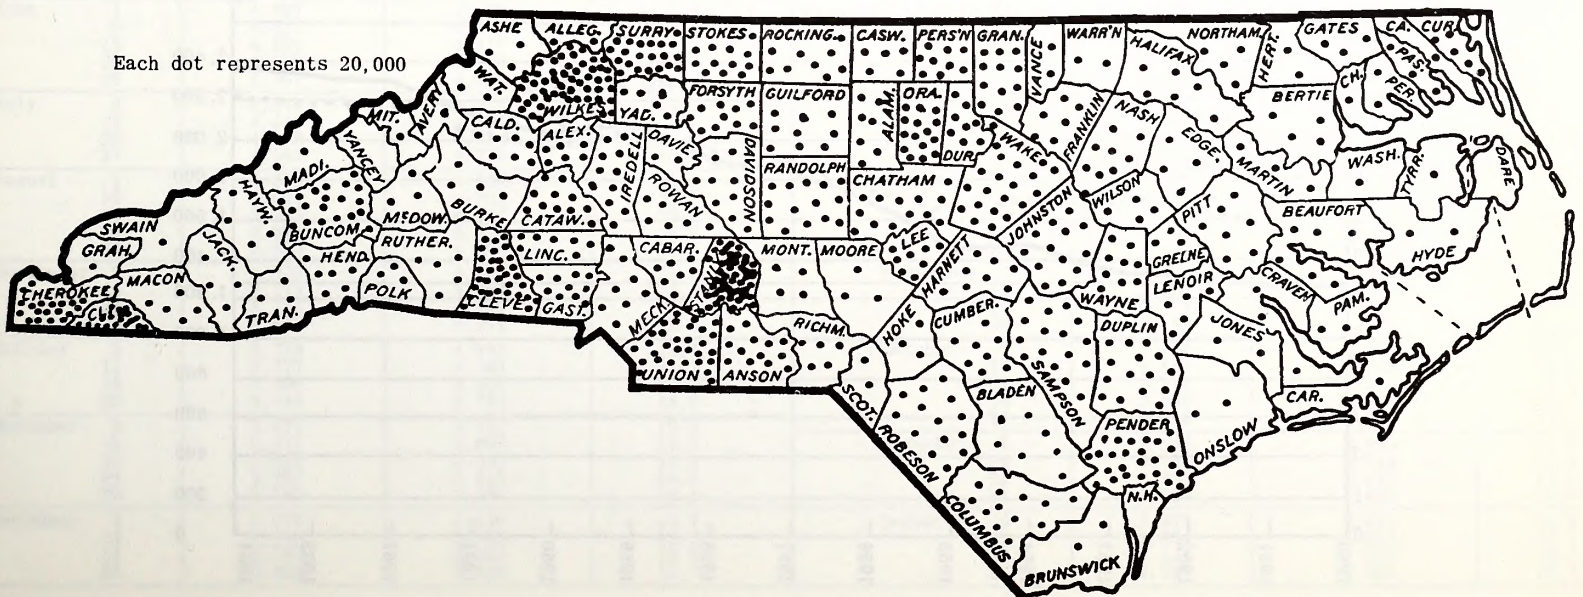 Each dot represents 20,000
ASHE
ALLEG.
SURRY
STOKES
ROCKING.
CASW.
PERS'N
GRAN.
VANCE
WARR'N
HALIFAX
NORTHAM.
HERT.
GATES
CA.
CUR.
PAS.
PER.
CH.
WAT.
WILKES
YAD.
FORSYTH
GUILFORD
ALAM.
ORA.
DUR.
FRANKLIN
NASH
BERTIE
MIT.
AVERY
CALD.
ALEX.
DAVIE
DAVIDSON
WAKE
EDGE.
MARTIN
WASH.
TYRR.
DARE
MADI.
YANCEY
IREDELL
RANDOLPH
CHATHAM
WILSON
HAYW.
BUNCOM.
McDOW.
BURKE
CATAW.
ROWAN
JOHNSTON
PITT
BEAUFORT
HYDE
SWAIN
GRAH.
JACK.
RUTHER.
HEND.
LINC.
CABAR.
MONT.
MOORE
LEE
HARNETT
GREENE
LENOIR
CRAVEN
PAM.
CHEROKEE
CLAY
MACON
TRAN.
POLK
CLEVE.
GAST.
MECK.
STANLY
RICHM.
HOKE
CUMBER.
WAYNE
DUPLIN
JONES
UNION
ANSON
SCOT.
SAMPSON
BLADEN
CAR.
ROBESON
PENDER
ONSLOW
COLUMBUS
N.H.
BRUNSWICK